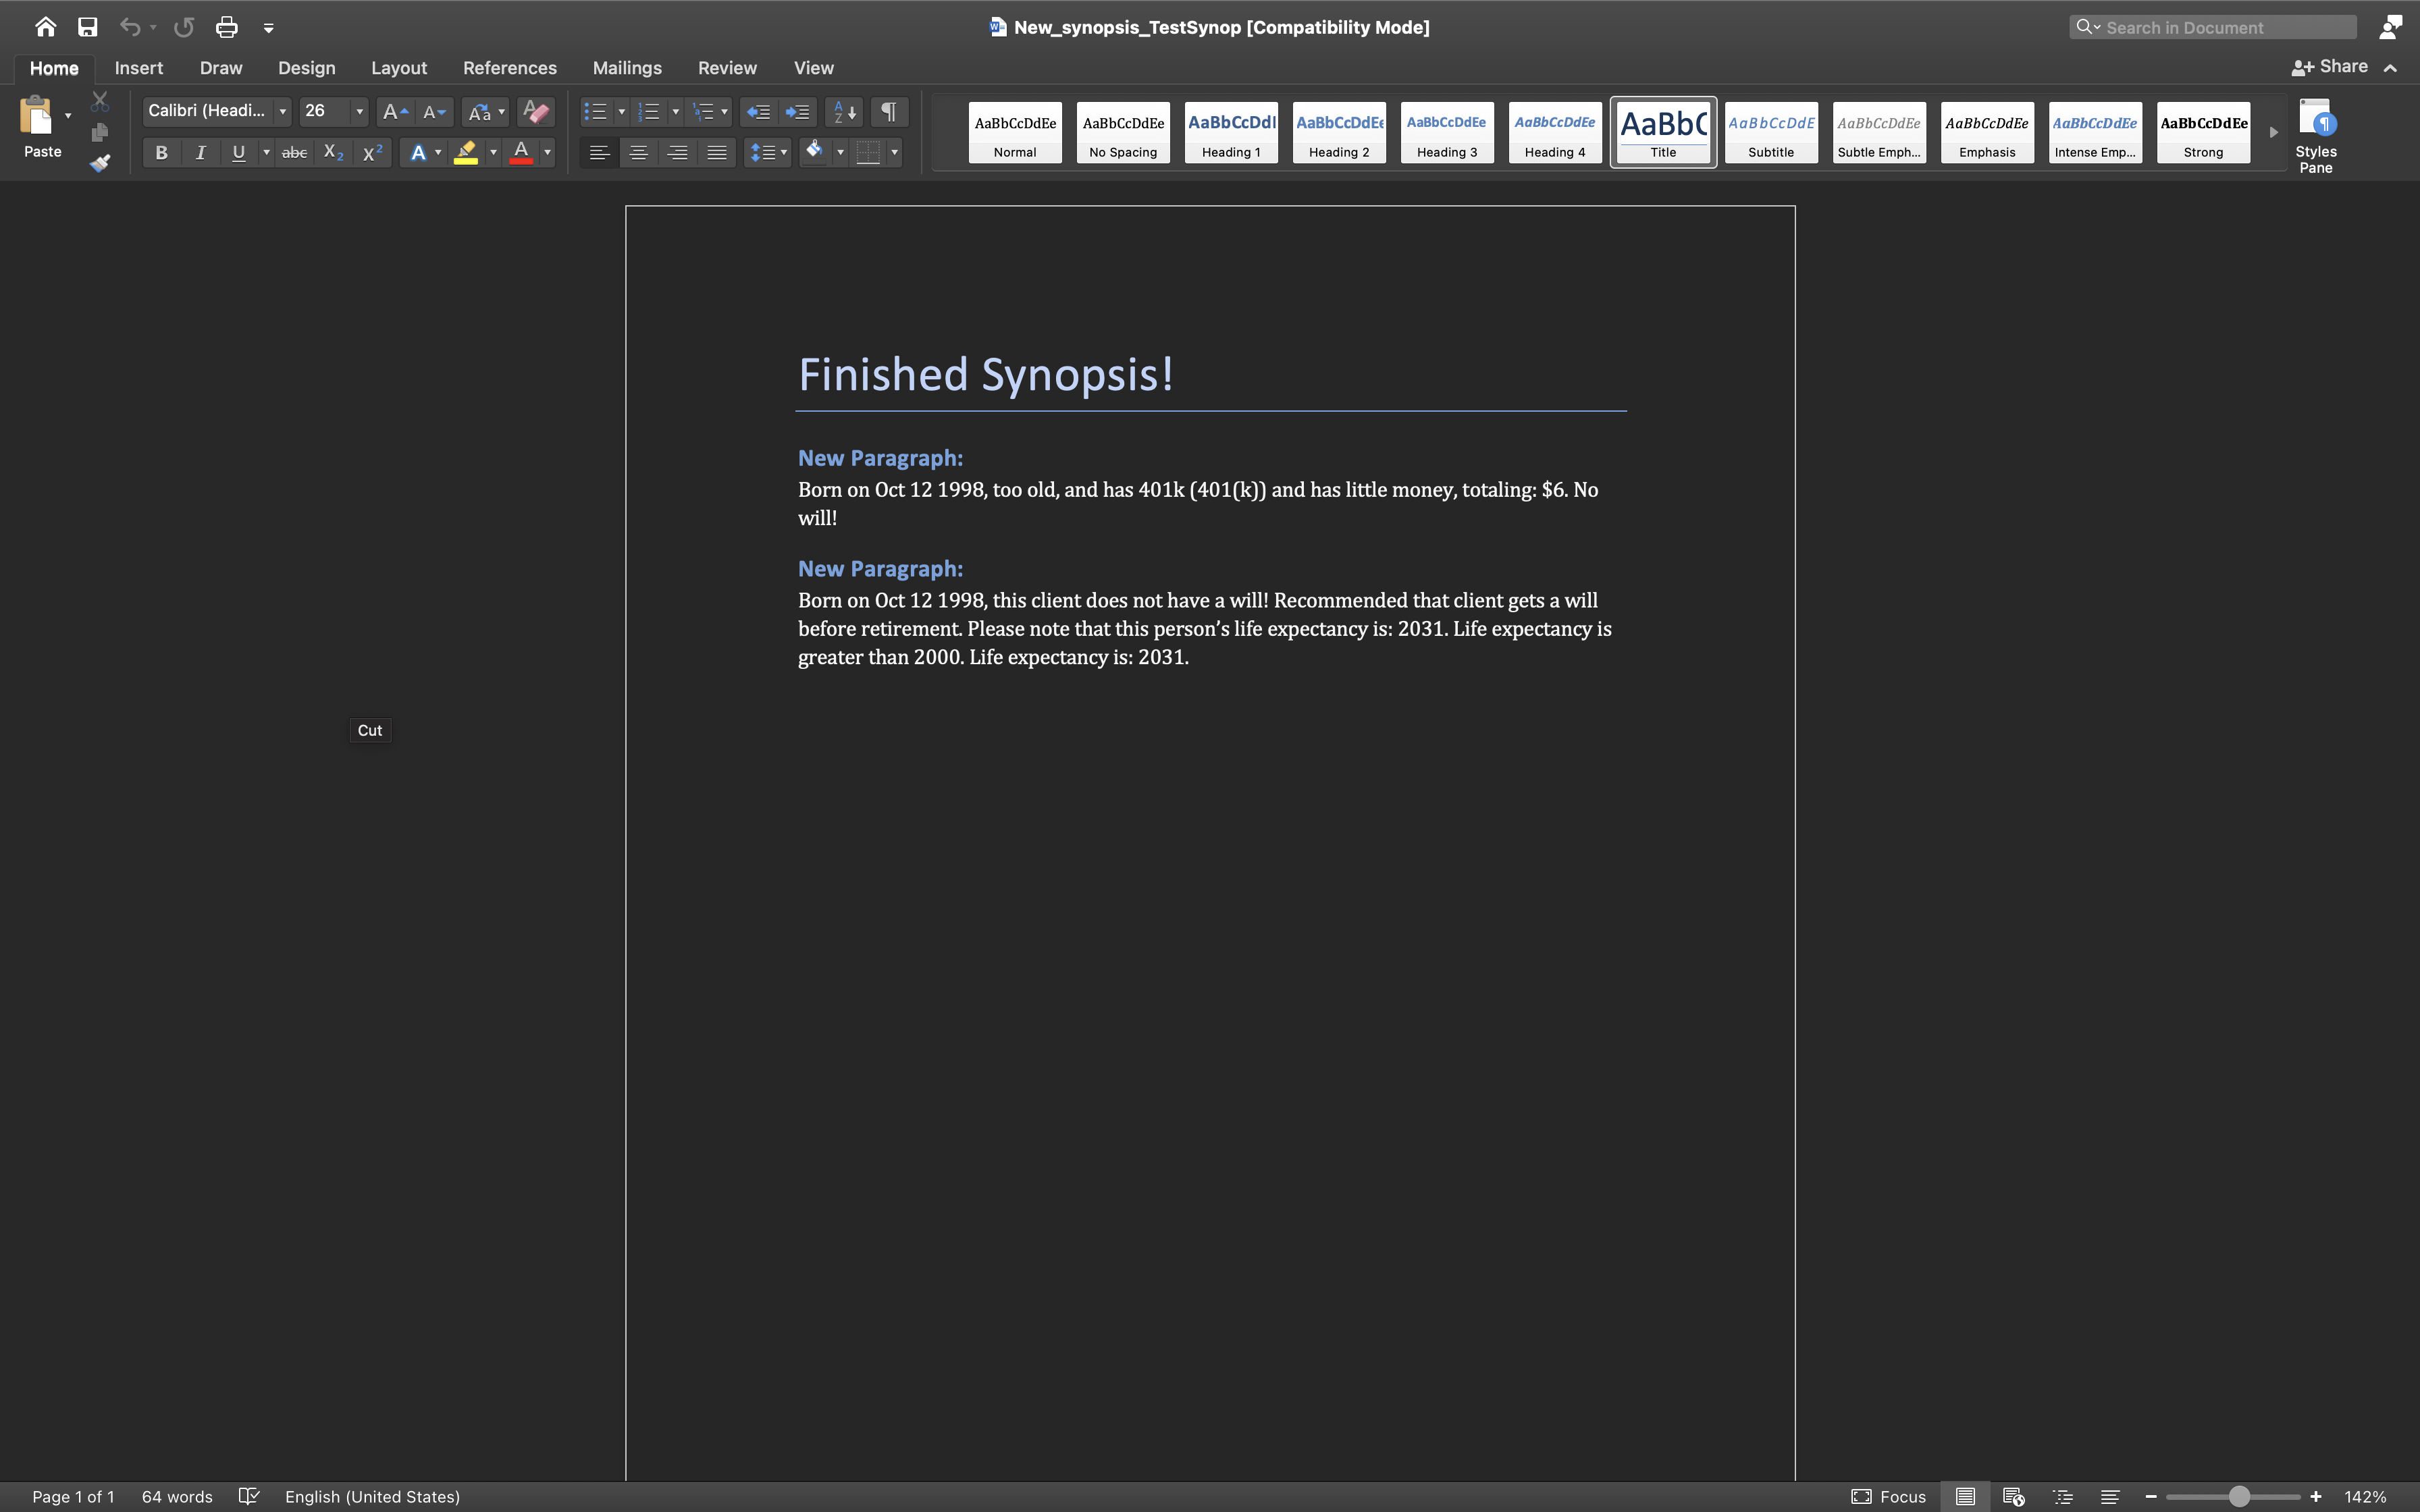 New_synopsis_TestSynop [Compatibility Mode]
Search in Document
Home Insert Draw Design Layout References Mailings Review View
Share
Paste
Calibri (Headi... 26
Aa
B I U abc X2 X2 A A
AaBbCcDdEe AaBbCcDdEe AaBbCcDdI AaBbCcDdEe AaBbCcDdEe AaBbCcDdEe AaBbC AaBbCcDdE AaBbCcDdEe AaBbCcDdEe AaBbCcDdEe AaBbCcDdEe
Normal No Spacing Heading 1 Heading 2 Heading 3 Heading 4 Title Subtitle Subtle Emph... Emphasis Intense Emp... Strong
Styles
Pane
Finished Synopsis!
New Paragraph:
Born on Oct 12 1998, too old, and has 401k (401(k)) and has little money, totaling: $6. No
will!
New Paragraph:
Born on Oct 12 1998, this client does not have a will! Recommended that client gets a will
before retirement. Please note that this person's life expectancy is: 2031. Life expectancy is
greater than 2000. Life expectancy is: 2031.
Cut
Page 1 of 1 64 words English (United States) Focus 142%